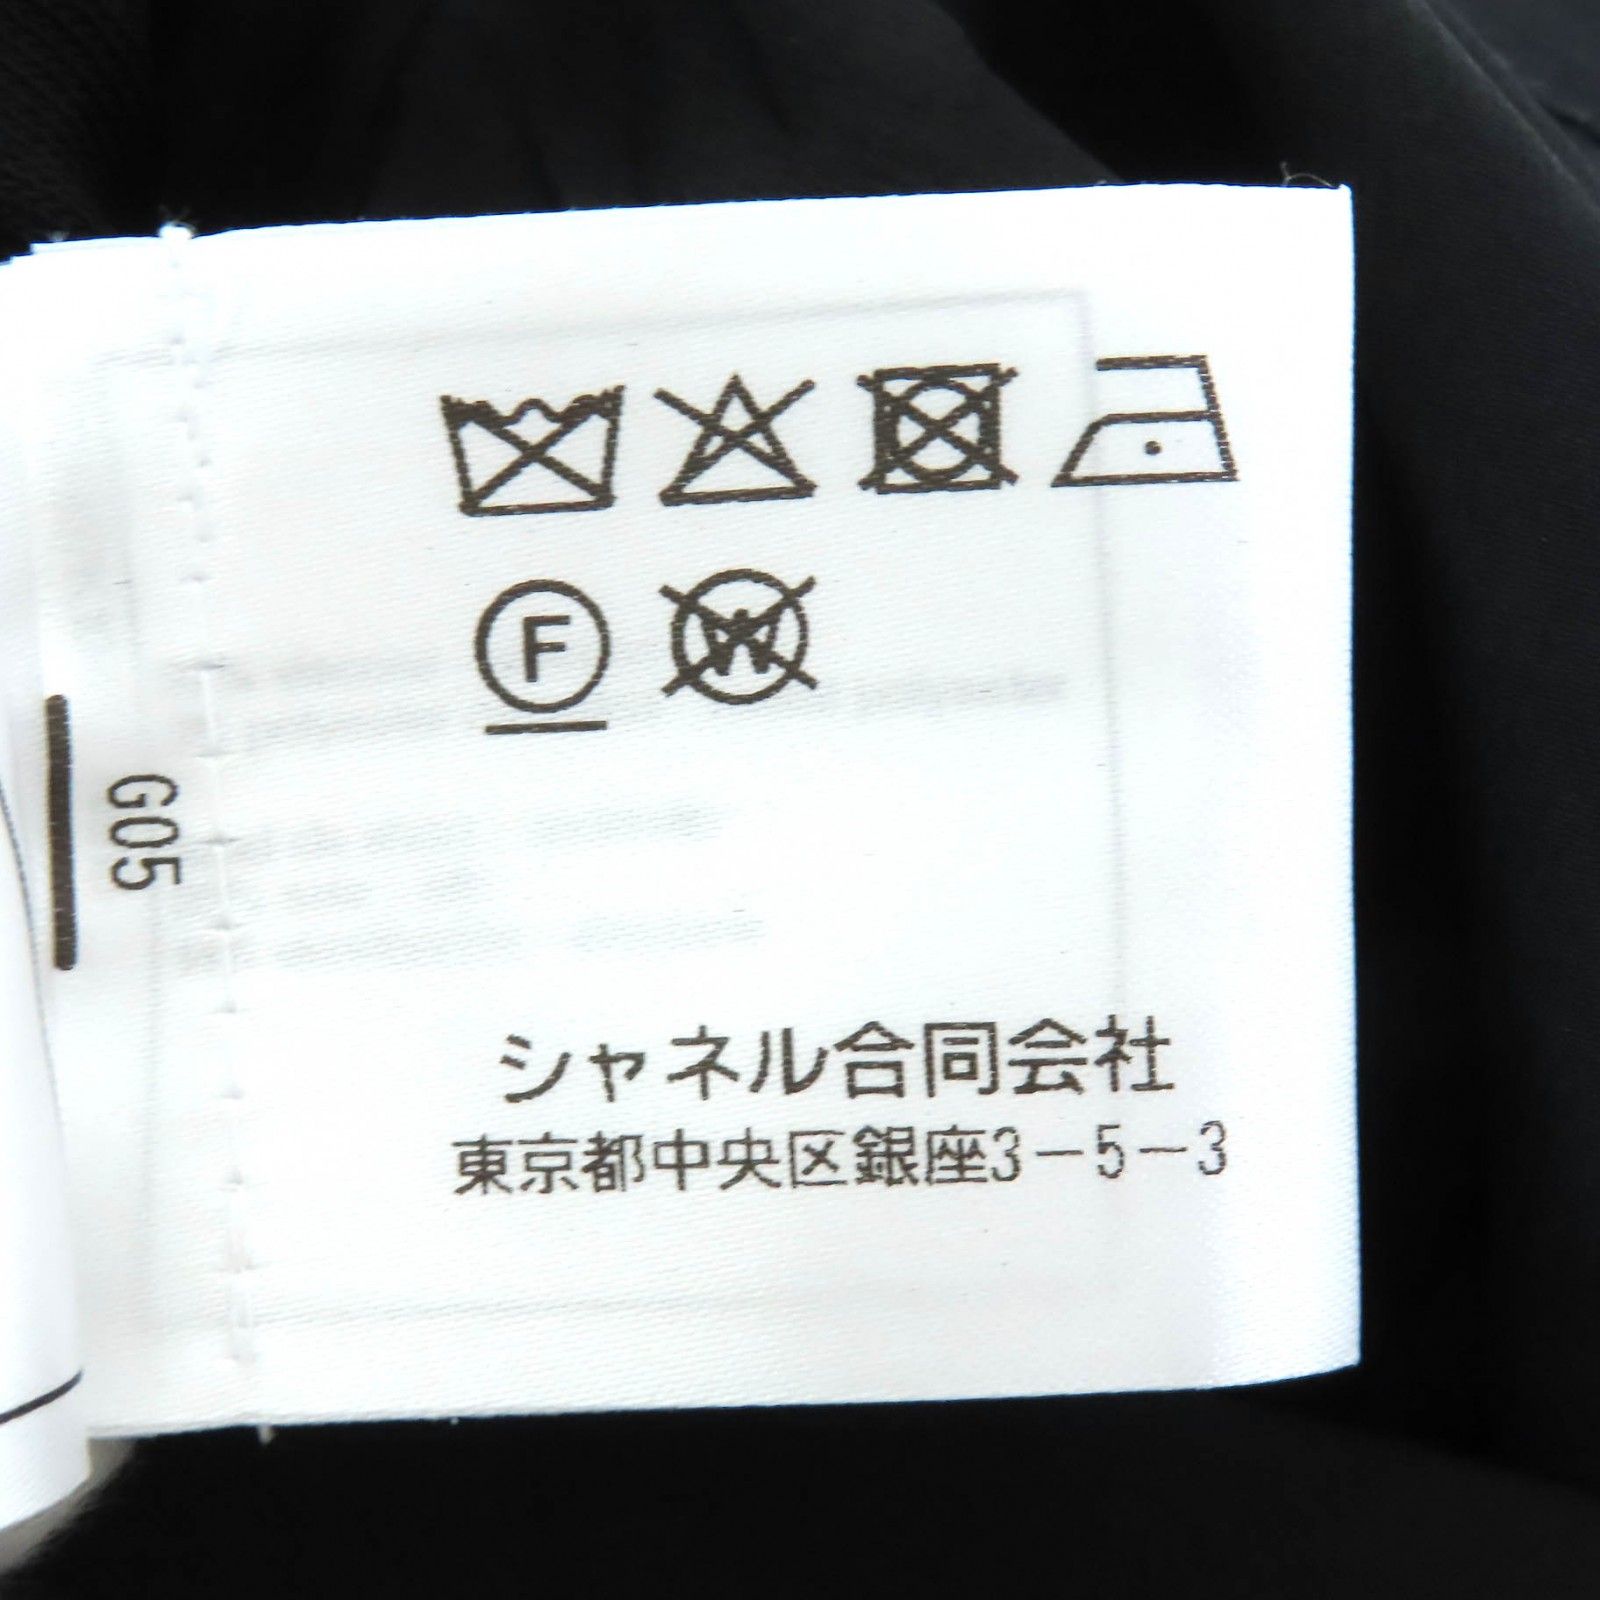 F
W
G05
シャネル合同会社
東京都中央区銀座3-5-3